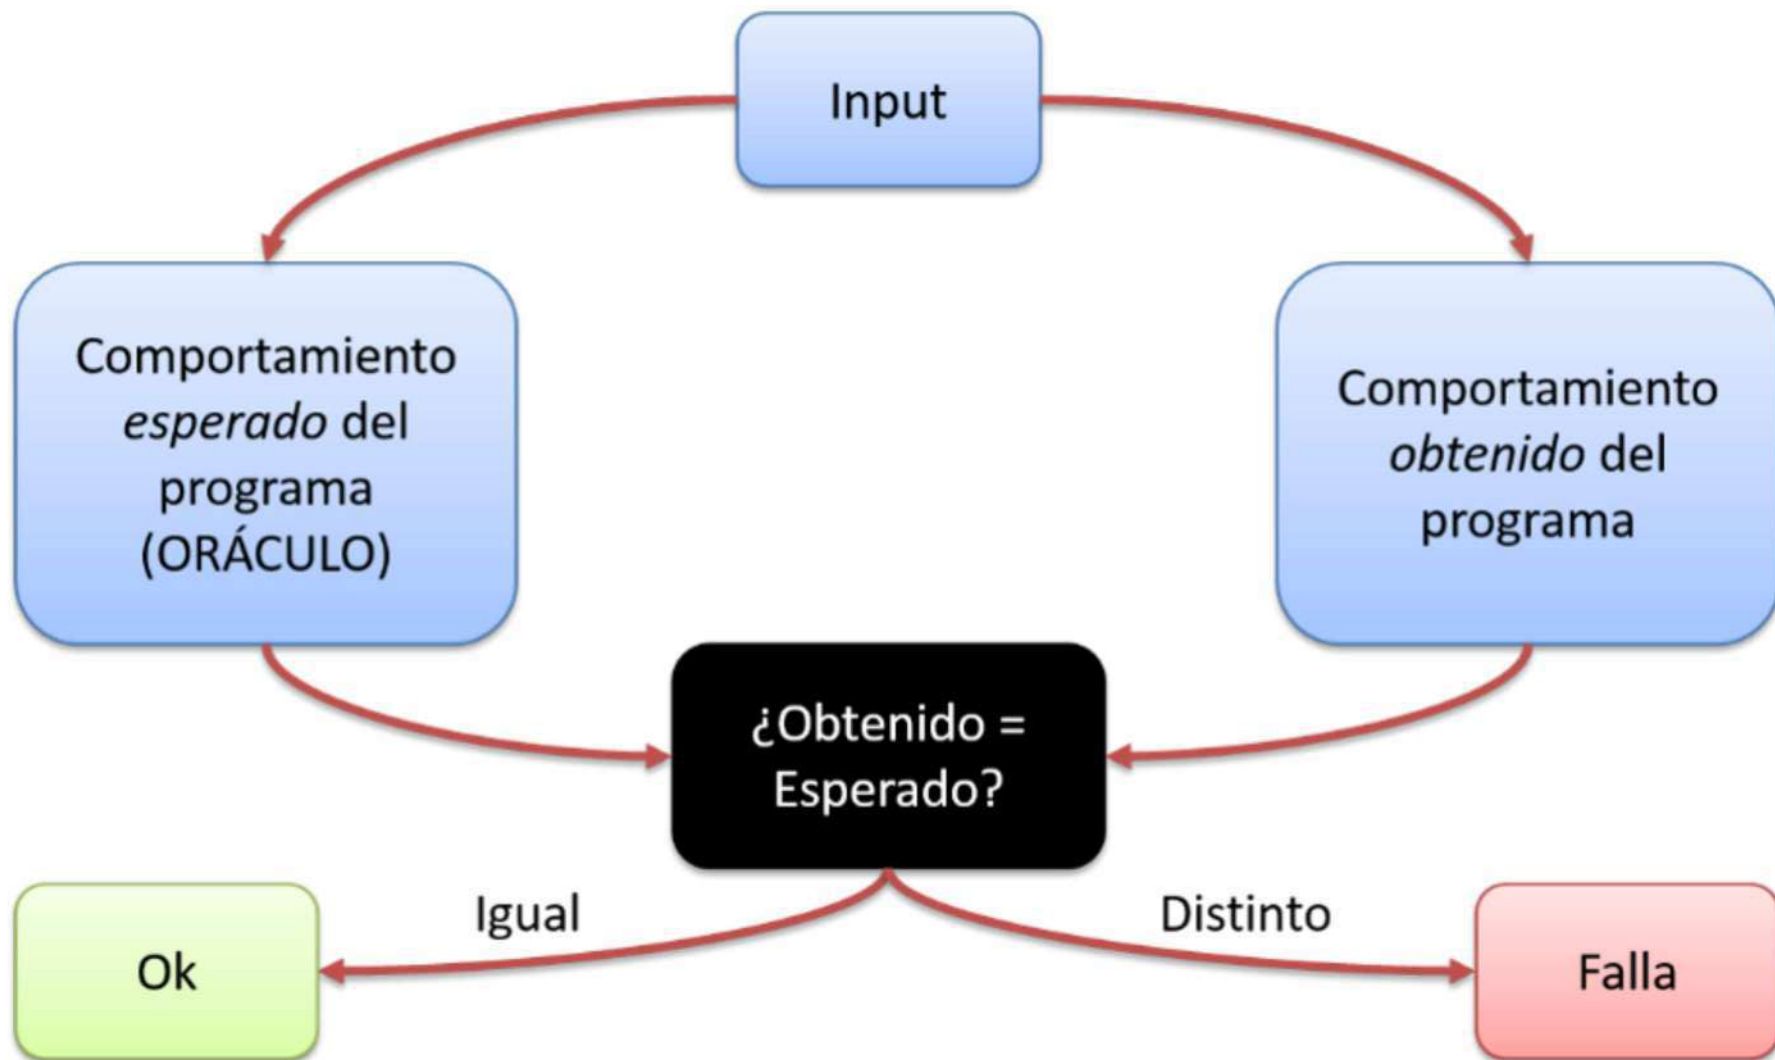 Input
Comportamiento
esperado del
programa
(ORÁCULO)
Comportamiento
obtenido del
programa
¿Obtenido =
Esperado?
Igual
Distinto
Ok
Falla